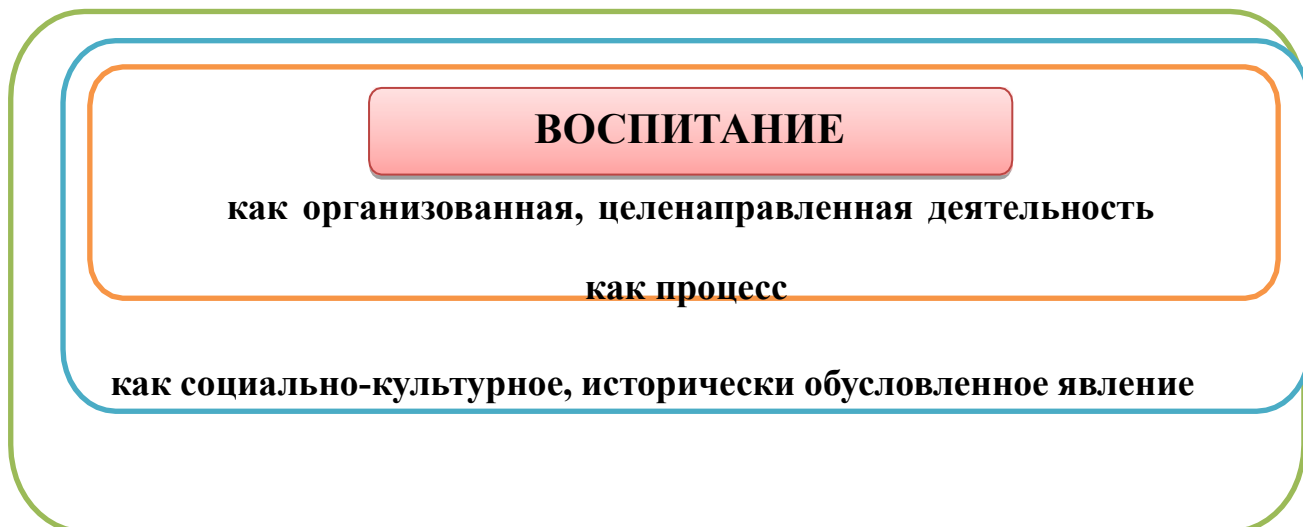 ВОСПИТАНИЕ
как организованная, целенаправленная деятельность
как процесс
как социально-культурное, исторически обусловленное явление